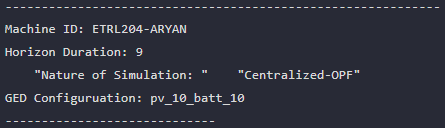 --------------------------------------------------------------
Machine ID: ETRL204-ARYAN
Horizon Duration: 9
    "Nature of Simulation: "    "Centralized-OPF"
GED Configuruation: pv_10_batt_10
------------------------------